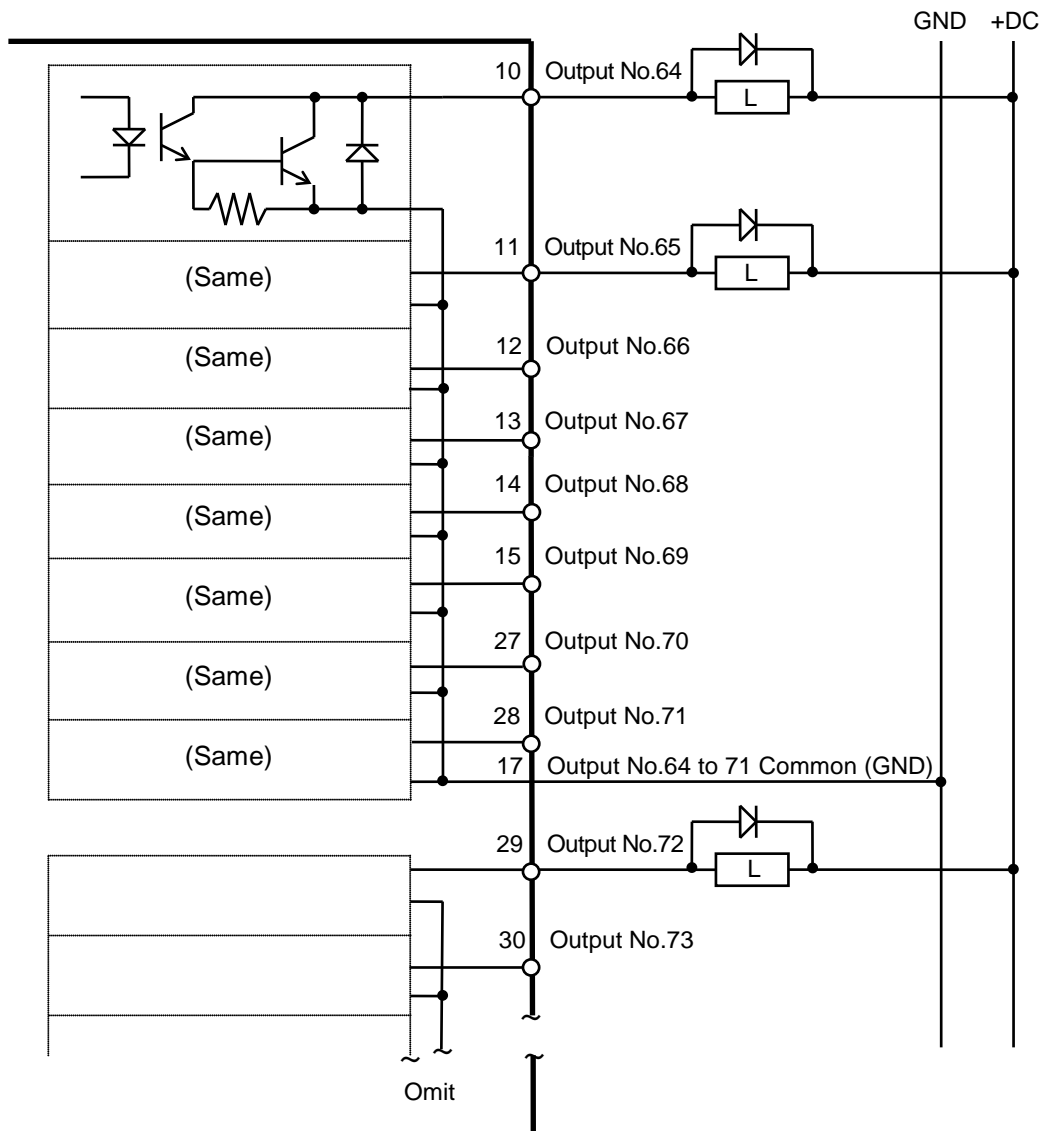 GND +DC
10 Output No.64
L
11 Output No.65
(Same)
L
12 Output No.66
(Same)
13 Output No.67
(Same)
14 Output No.68
(Same)
15 Output No.69
(Same)
27 Output No.70
(Same)
28 Output No.71
(Same)
17 Output No.64 to 71 Common (GND)
29 Output No.72
L
30 Output No.73
Omit